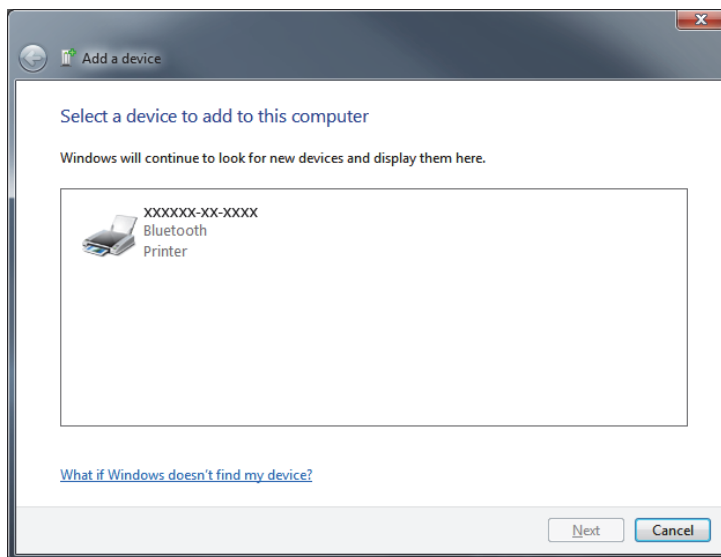 Add a device
Select a device to add to this computer
Windows will continue to look for new devices and display them here.
XXXXXX-XX-XXXX
Bluetooth
Printer
What if Windows doesn't find my device?
Next
Cancel